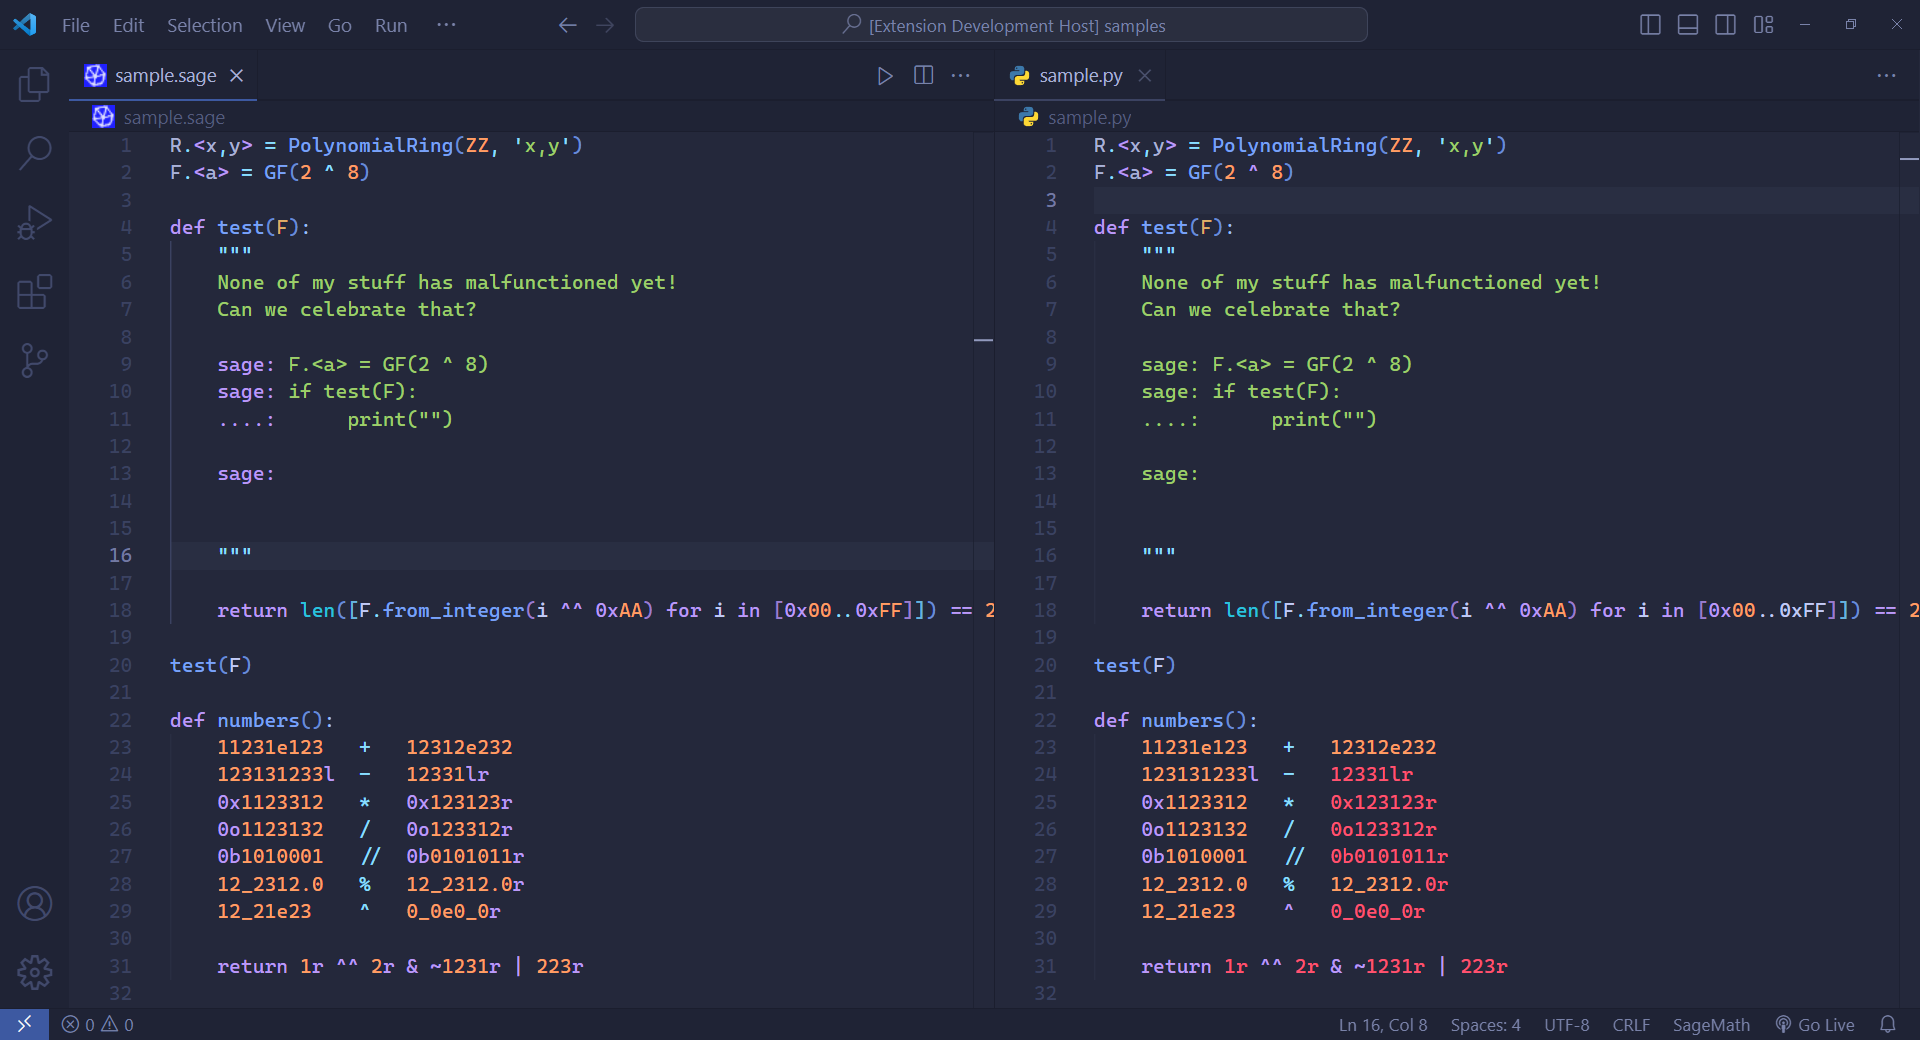 File Edit Selection View Go Run ···
[Extension Development Host] samples
sample.sage
sample.sage
1 R.<x,y> = PolynomialRing(ZZ, 'x,y')
2 F.<a> = GF(2 ^ 8)
3
4 def test(F):
5 """
6 None of my stuff has malfunctioned yet!
7 Can we celebrate that?
8
9 sage: F.<a> = GF(2 ^ 8)
10 sage: if test(F):
11 ....: print("")
12
13 sage:
14
15
16 """
17
18 return len([F.from_integer(i ^^ 0xAA) for i in [0x00..0xFF]]) == 2
19
20 test(F)
21
22 def numbers():
23 11231e123 + 12312e232
24 123131233l - 12331lr
25 0x1123312 * 0x123123r
26 0o1123132 / 0o123312r
27 0b1010001 // 0b0101011r
28 12_2312.0 % 12_2312.0r
29 12_21e23 ^ 0_0e0_0r
30
31 return 1r ^^ 2r & ~1231r | 223r
32
sample.py
sample.py
1 R.<x,y> = PolynomialRing(ZZ, 'x,y')
2 F.<a> = GF(2 ^ 8)
3
4 def test(F):
5 """
6 None of my stuff has malfunctioned yet!
7 Can we celebrate that?
8
9 sage: F.<a> = GF(2 ^ 8)
10 sage: if test(F):
11 ....: print("")
12
13 sage:
14
15
16 """
17
18 return len([F.from_integer(i ^^ 0xAA) for i in [0x00..0xFF]]) == 2
19
20 test(F)
21
22 def numbers():
23 11231e123 + 12312e232
24 123131233l - 12331lr
25 0x1123312 * 0x123123r
26 0o1123132 / 0o123312r
27 0b1010001 // 0b0101011r
28 12_2312.0 % 12_2312.0r
29 12_21e23 ^ 0_0e0_0r
30
31 return 1r ^^ 2r & ~1231r | 223r
32
0 0 Ln 16, Col 8 Spaces: 4 UTF-8 CRLF SageMath Go Live